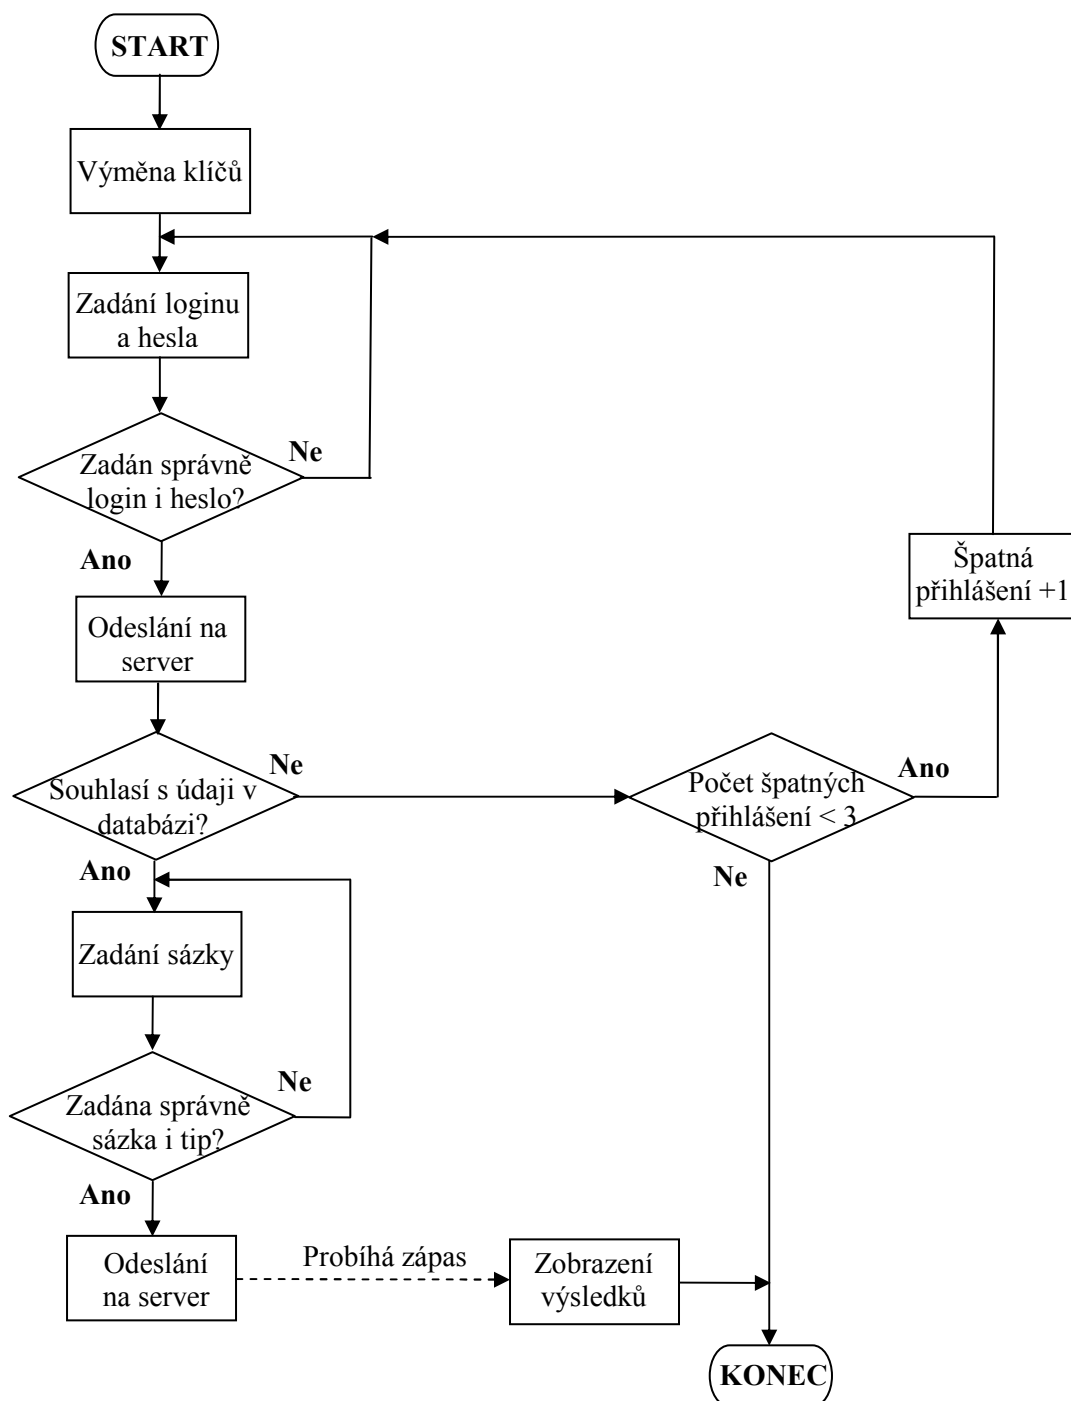 START
Výměna klíčů
Zadání loginu
a hesla
Ne
Zadán správně
login i heslo?
Ano
Špatná
přihlášení +1
Odeslání na
server
Ne
Souhlasí s údaji v
databázi?
Počet špatných
přihlášení < 3
Ano
Ano
Ne
Zadání sázky
Ne
Zadána správně
sázka i tip?
Ano
Odeslání
na server
Probíhá zápas
Zobrazení
výsledků
KONEC